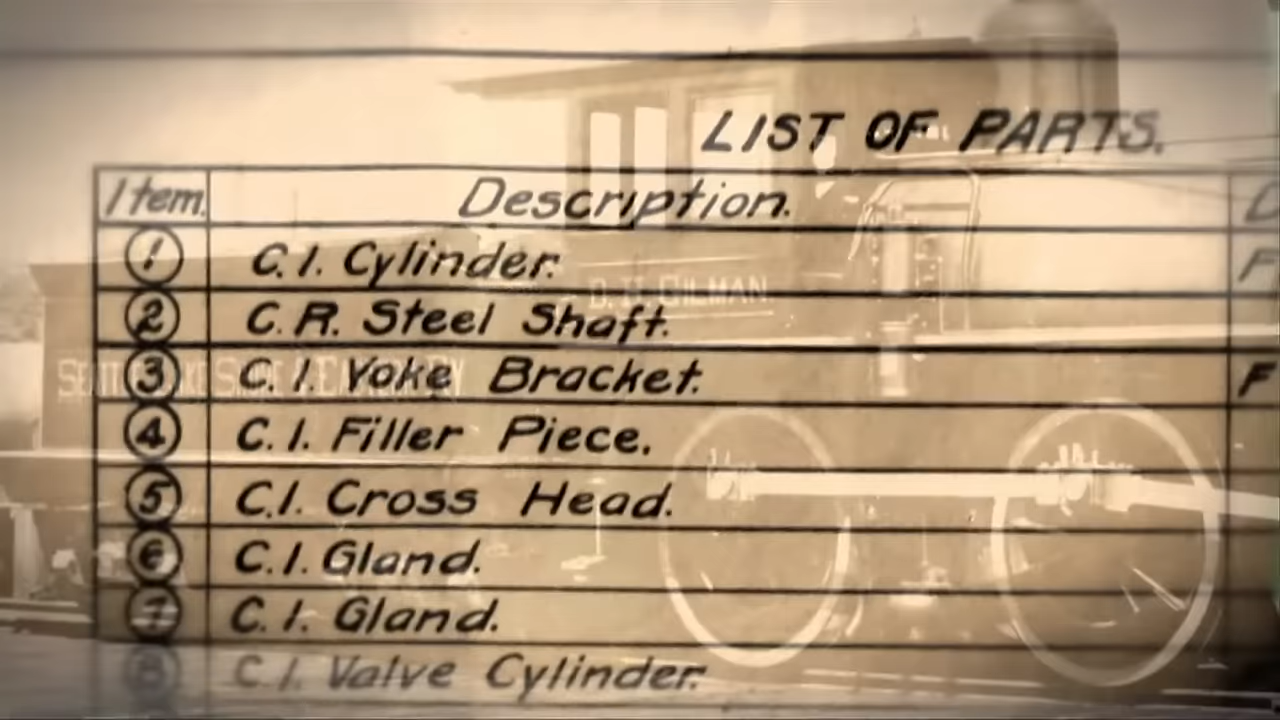 LIST OF PARTS.
Item. Description.
1 C.I. Cylinder.
2 C.R. Steel Shaft.
3 C.I. Yoke Bracket. F
4 C.I. Filler Piece.
5 C.I. Cross Head.
6 C.I. Gland.
7 C.I. Gland.
8 C.I. Valve Cylinder.
D. H. GILMAN